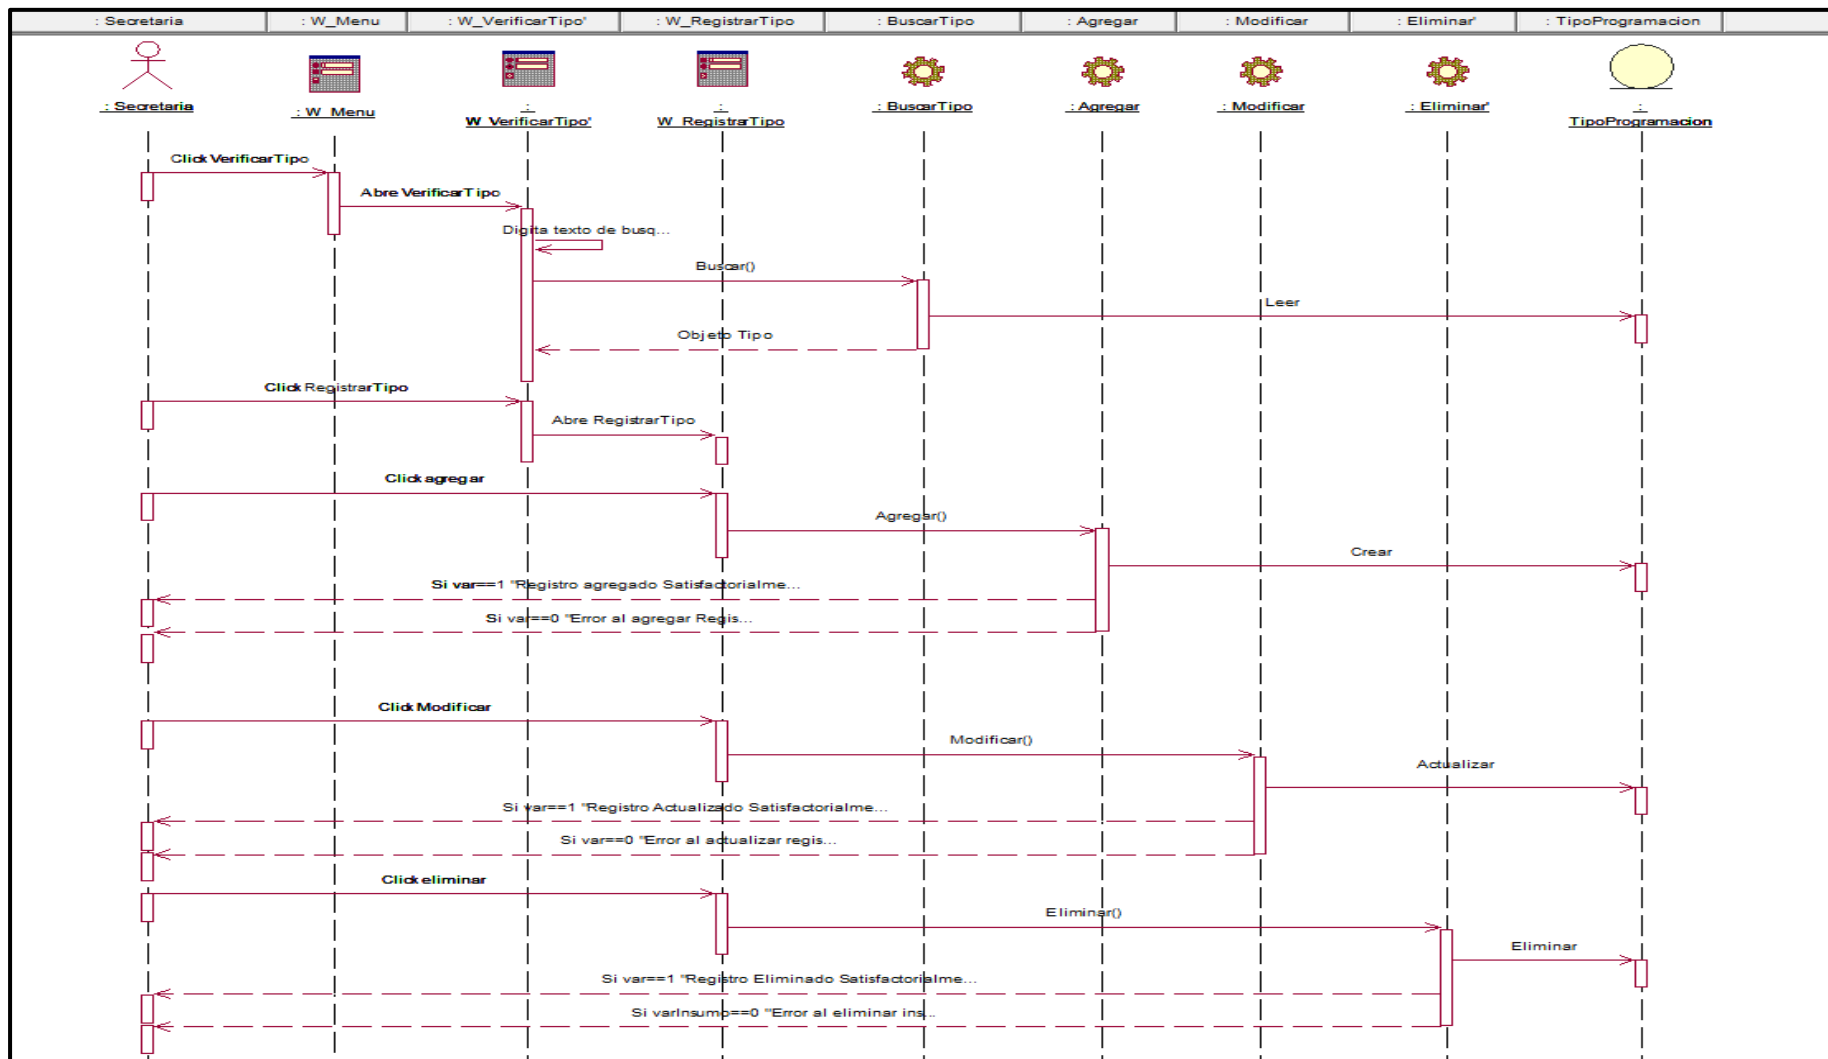 : Secretaria
: W_Menu
: W_VerificarTipo'
: W_RegistrarTipo
: BuscarTipo
: Agregar
: Modificar
: Eliminar'
: TipoProgramacion
: Secretaria
: W_Menu
:
W_VerificarTipo'
:
W_RegistrarTipo
: BuscarTipo
: Agregar
: Modificar
: Eliminar'
:
TipoProgramacion
Click VerificarTipo
Abre VerificarTipo
Digita texto de busq...
Buscar()
Leer
Objeto Tipo
Click RegistrarTipo
Abre RegistrarTipo
Click agregar
Agregar()
Crear
Si var==1 "Registro agregado Satisfactorialme...
Si var==0 "Error al agregar Regis...
Click Modificar
Modificar()
Actualizar
Si var==1 "Registro Actualizado Satisfactorialme...
Si var==0 "Error al actualizar regis...
Click eliminar
Eliminar()
Eliminar
Si var==1 "Registro Eliminado Satisfactorialme...
Si varInsumo==0 "Error al eliminar ins...